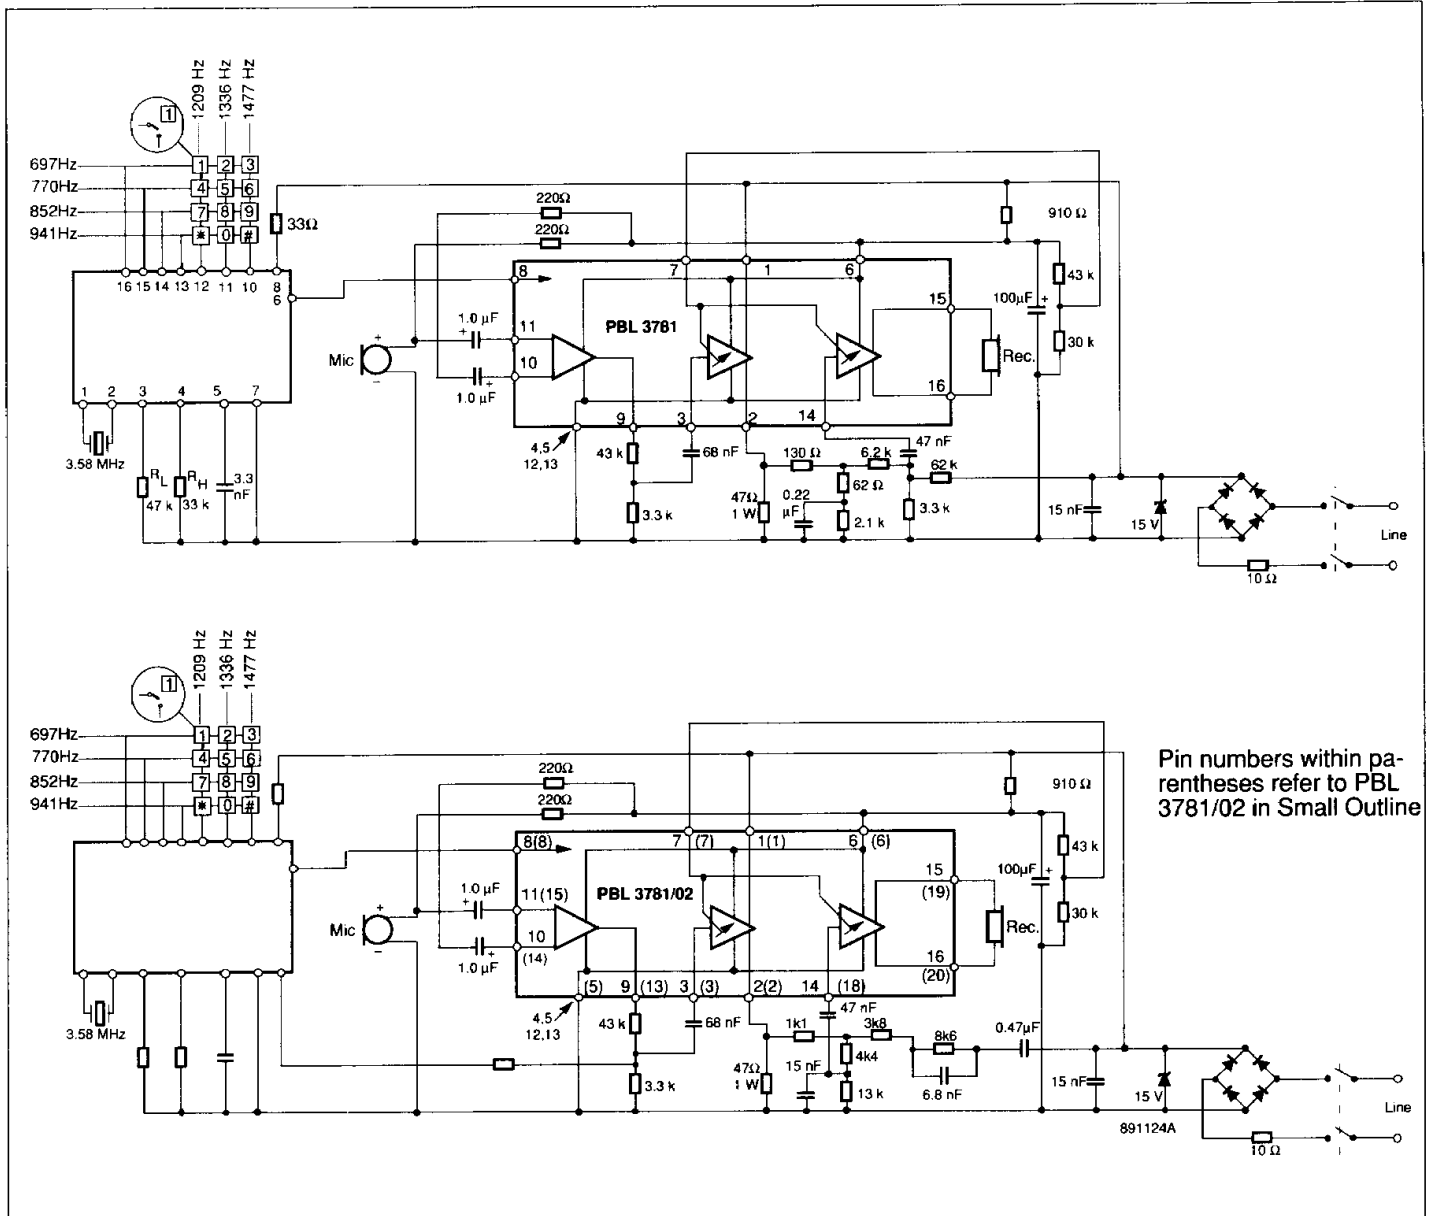 1209 Hz
1336 Hz
1477 Hz
1
697Hz
1 2 3
770Hz
4 5 6
852Hz
7 8 9
941Hz
* 0 #
33Ω
220Ω
220Ω
910 Ω
16 15 14 13 12 11 10 8
6
8
7
1
6
43 k
100µF +
15
PBL 3781
1.0 µF
+
11
+
Mic
−
10
30 k
Rec.
1.0 µF
+
16
1 2 3 4 5 7
9
3
2
14
4,5
12,13
43 k
68 nF
47 nF
3.58 MHz
130 Ω
6.2 k
62 k
RL
47 k
RH
33 k
3.3
nF
47Ω
1 W
0.22
µF
62 Ω
3.3 k
2.1 k
3.3 k
15 nF
15 V
Line
10 Ω
1209 Hz
1336 Hz
1477 Hz
1
697Hz
1 2 3
770Hz
4 5 6
852Hz
7 8 9
941Hz
* 0 #
220Ω
220Ω
910 Ω
Pin numbers within pa-
rentheses refer to PBL
3781/02 in Small Outline
8(8)
7 (7)
1(1)
6 (6)
43 k
100µF +
15
(19)
PBL 3781/02
1.0 µF
+
11(15)
+
Mic
−
10
(14)
30 k
Rec.
1.0 µF
+
16
(20)
(5)
9 (13)
3 (3)
2(2)
14 (18)
4,5
12,13
43 k
68 nF
47 nF
3.58 MHz
1k1
3k8
8k6
0.47µF
47Ω
1 W
15 nF
4k4
3.3 k
13 k
6.8 nF
15 nF
15 V
Line
891124A
10 Ω